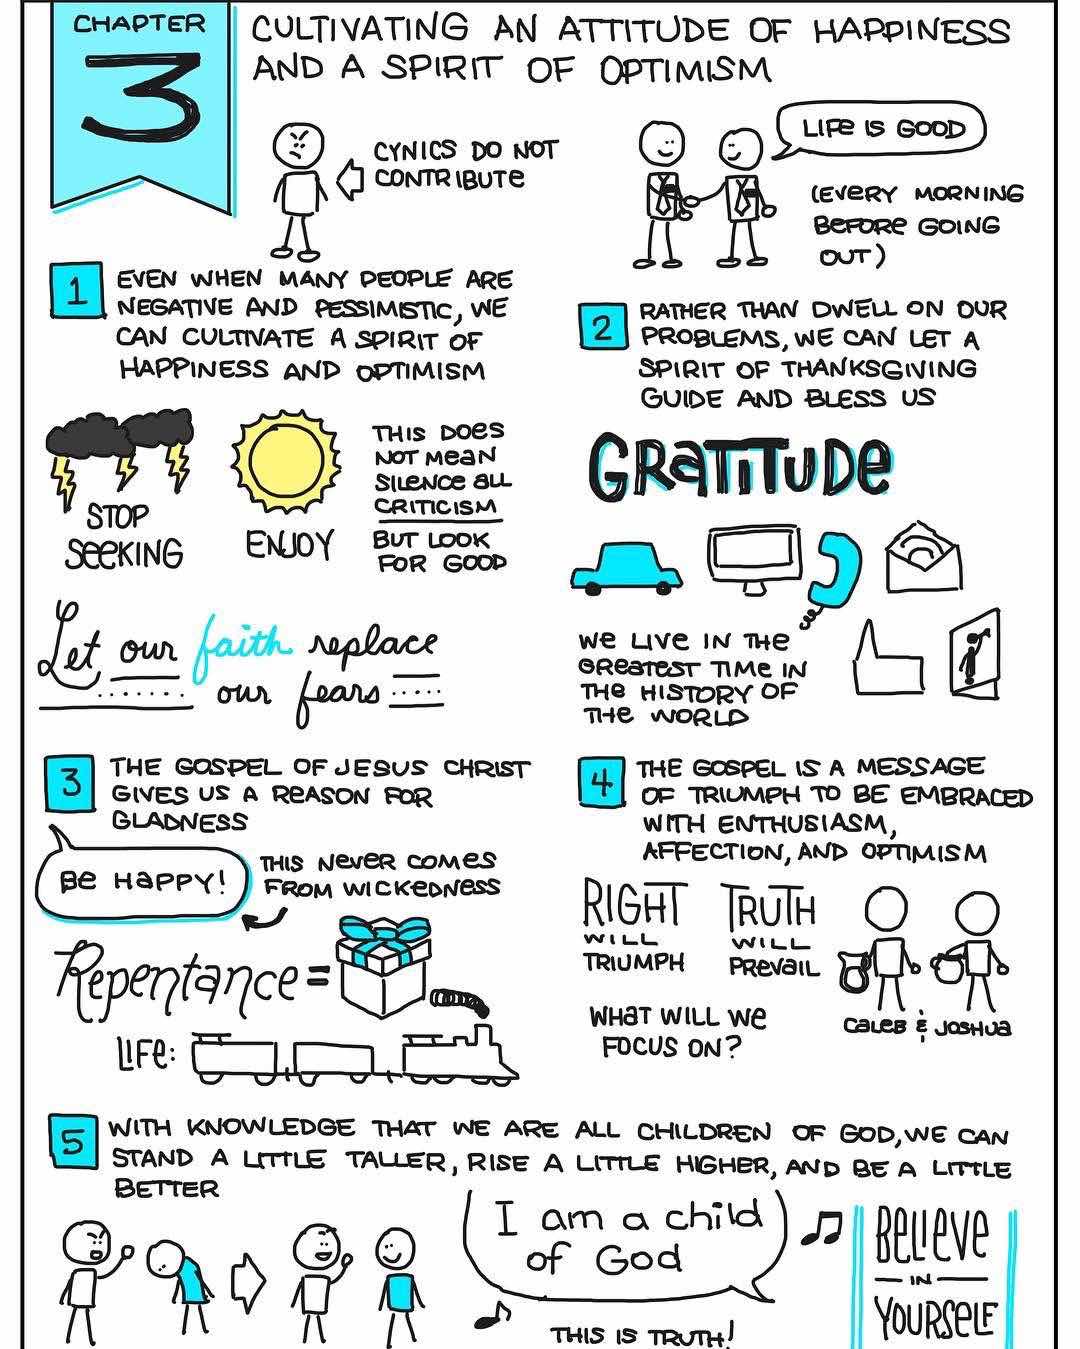 CHAPTER
3
CULTIVATING AN ATTITUDE OF HAPPINESS
AND A SPIRIT OF OPTIMISM
CYNICS DO NOT
CONTRIBUTE
LIFE IS GOOD
(EVERY MORNING
BEFORE GOING
OUT)
1
EVEN WHEN MANY PEOPLE ARE
NEGATIVE AND PESSIMISTIC, WE
CAN CULTIVATE A SPIRIT OF
HAPPINESS AND OPTIMISM
STOP
SEEKING
ENJOY
THIS DOES
NOT MEAN
SILENCE ALL
CRITICISM
BUT LOOK
FOR GOOD
Let our faith replace
our fears
2
RATHER THAN DWELL ON OUR
PROBLEMS, WE CAN LET A
SPIRIT OF THANKSGIVING
GUIDE AND BLESS US
GRATITUDE
WE LIVE IN THE
GREATEST TIME IN
THE HISTORY OF
THE WORLD
3
THE GOSPEL OF JESUS CHRIST
GIVES US A REASON FOR
GLADNESS
BE HAPPY!
THIS NEVER COMES
FROM WICKEDNESS
Repentance =
LIFE:
4
THE GOSPEL IS A MESSAGE
OF TRIUMPH TO BE EMBRACED
WITH ENTHUSIASM,
AFFECTION, AND OPTIMISM
RIGHT
WILL
TRIUMPH
TRUTH
WILL
PREVAIL
WHAT WILL WE
FOCUS ON?
CALEB & JOSHUA
5
WITH KNOWLEDGE THAT WE ARE ALL CHILDREN OF GOD, WE CAN
STAND A LITTLE TALLER, RISE A LITTLE HIGHER, AND BE A LITTLE
BETTER
I am a child
of God
THIS IS TRUTH!
BELIEVE
IN
YOURSELF